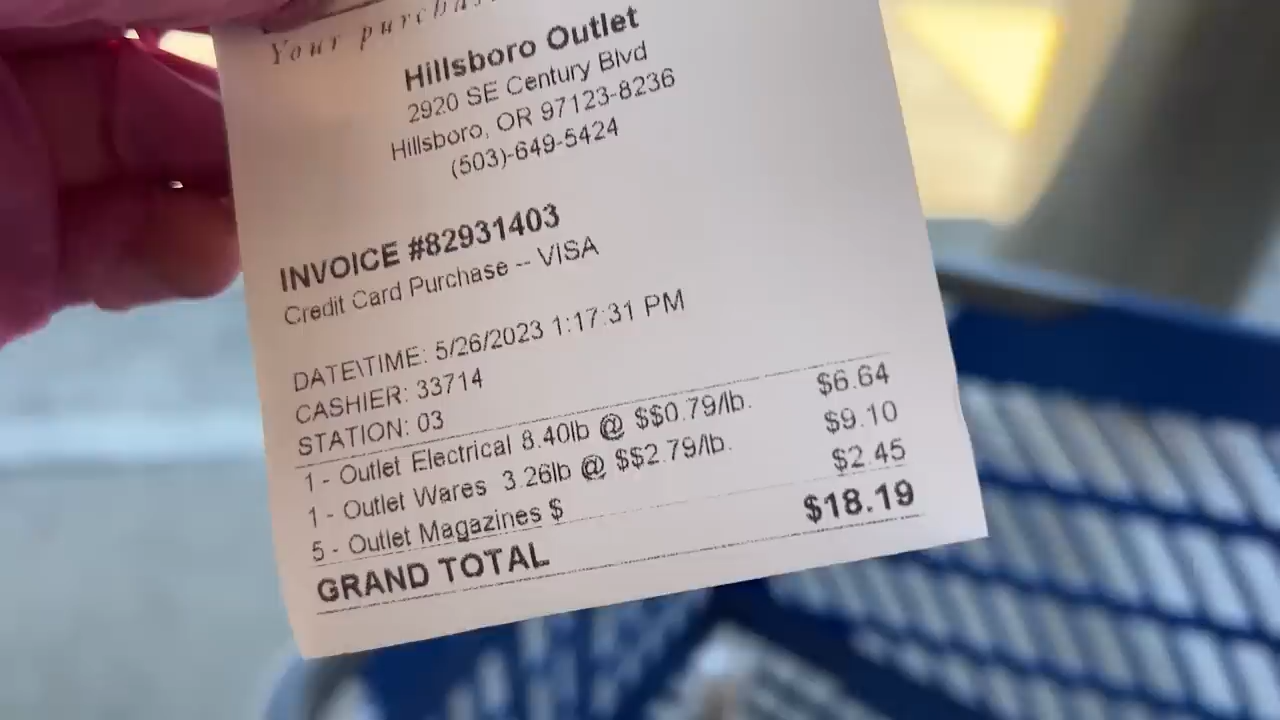 Your purchas
Hillsboro Outlet
2920 SE Century Blvd
Hillsboro, OR 97123-8236
(503)-649-5424
INVOICE #82931403
Credit Card Purchase -- VISA
DATE\TIME: 5/26/2023 1:17:31 PM
CASHIER: 33714
STATION: 03
1 - Outlet Electrical 8.40lb @ $$0.79/lb. $6.64
1 - Outlet Wares 3.26lb @ $$2.79/lb. $9.10
5 - Outlet Magazines $ $2.45
GRAND TOTAL $18.19